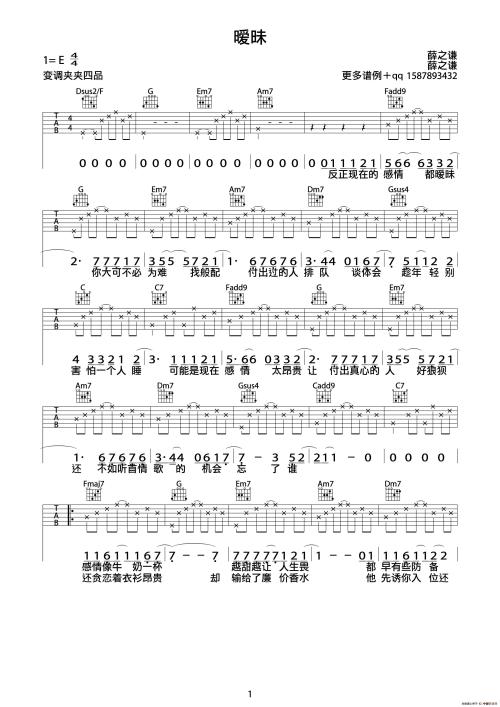 暧昧
1= E 4/4
薛之谦
薛之谦
变调夹夹四品
更多谱例＋qq 1587893432
Dsus2/F G Em7 Am7 Fadd9
T A B 4 4
0 0 0 0 0 0 0 0 0 0 0 0 0 0 0 0 0 0 1 1 1 2 1 5 6 6 6 3 3 2
反正现在的 感情 都暧昧
G Em7 Am7 Dm7 Gsus4
T A B
2· 7 7 7 1 7 3 5 5 5 7 2 1 1· 6 7 6 7 6 3· 4 4 0 1 6 7 7 5 1 1 2 2
你大可不必 为难 找般配 付出过的人 排 队 谈体会 趁年 轻 别
C C7 Fadd9 G Em7
T A B
4 3 3 2 1 2 3· 1 1 1 2 1 5· 6 6 0 3 3 2 2· 7 7 7 1 7 3 5 5 5 7 2 1
害 怕一个人 睡 可能是现在 感 情 太昂贵 让 付出真心的 人 好狼狈
Am7 Dm7 Gsus4 Cadd9 C7
T A B
1· 6 7 6 7 6 3· 4 4 0 6 1 7 7 – 3 5 2 2 1 1 – 0 0 0 0 0
还 不如听首情 歌 的 机会 忘 了 谁
Fmaj7 G Em7 Am7 Dm7
T A B
1 1 6 1 1 1 6 7 7 – – 7 7 7 7 7 7 1 2 1 1 – – 0 1 1 1 6 1 1 2 2
感情像牛 奶一杯 越甜越让 人生畏 都 早有些防 备
还贪恋着衣衫昂贵 却 输给了廉 价香水 他 先诱你入 位还
1